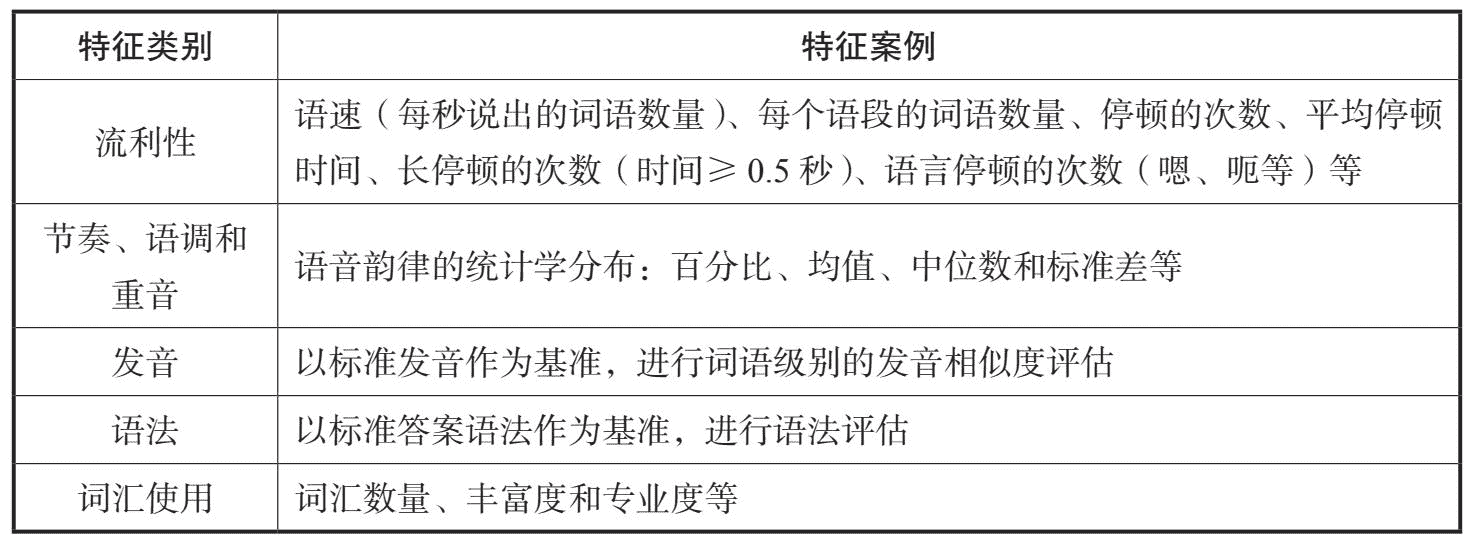 特征类别 特征案例
流利性
语速（每秒说出的词语数量）、每个语段的词语数量、停顿的次数、平均停顿
时间、长停顿的次数（时间≥ 0.5 秒）、语言停顿的次数（嗯、呃等）等
节奏、语调和
重音
语音韵律的统计学分布：百分比、均值、中位数和标准差等
发音 以标准发音作为基准，进行词语级别的发音相似度评估
语法 以标准答案语法作为基准，进行语法评估
词汇使用 词汇数量、丰富度和专业度等